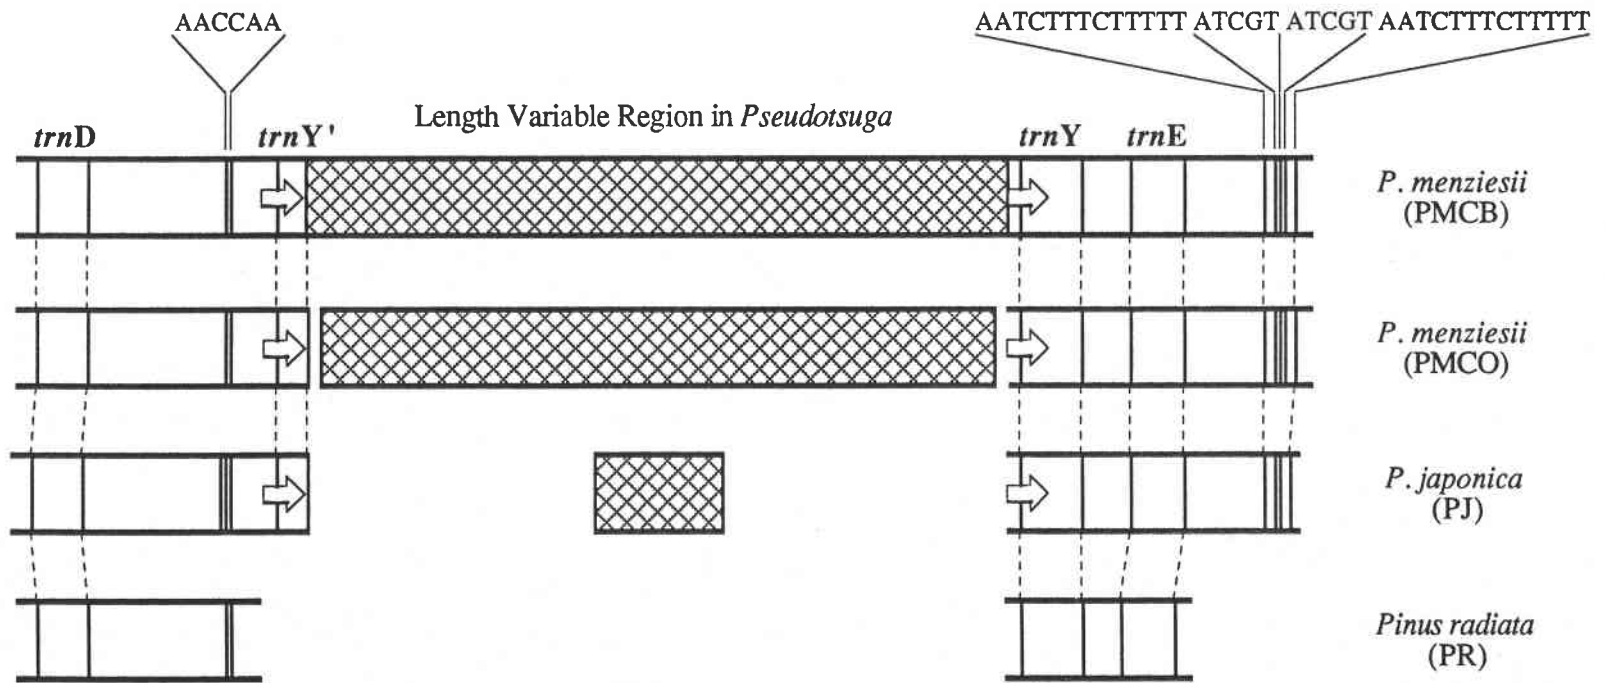 AACCAA
AATCTTTCTTTTT ATCGT ATCGT AATCTTTCTTTTT
Length Variable Region in Pseudotsuga
trnD
trnY'
trnY
trnE
P. menziesii
(PMCB)
P. menziesii
(PMCO)
P. japonica
(PJ)
Pinus radiata
(PR)